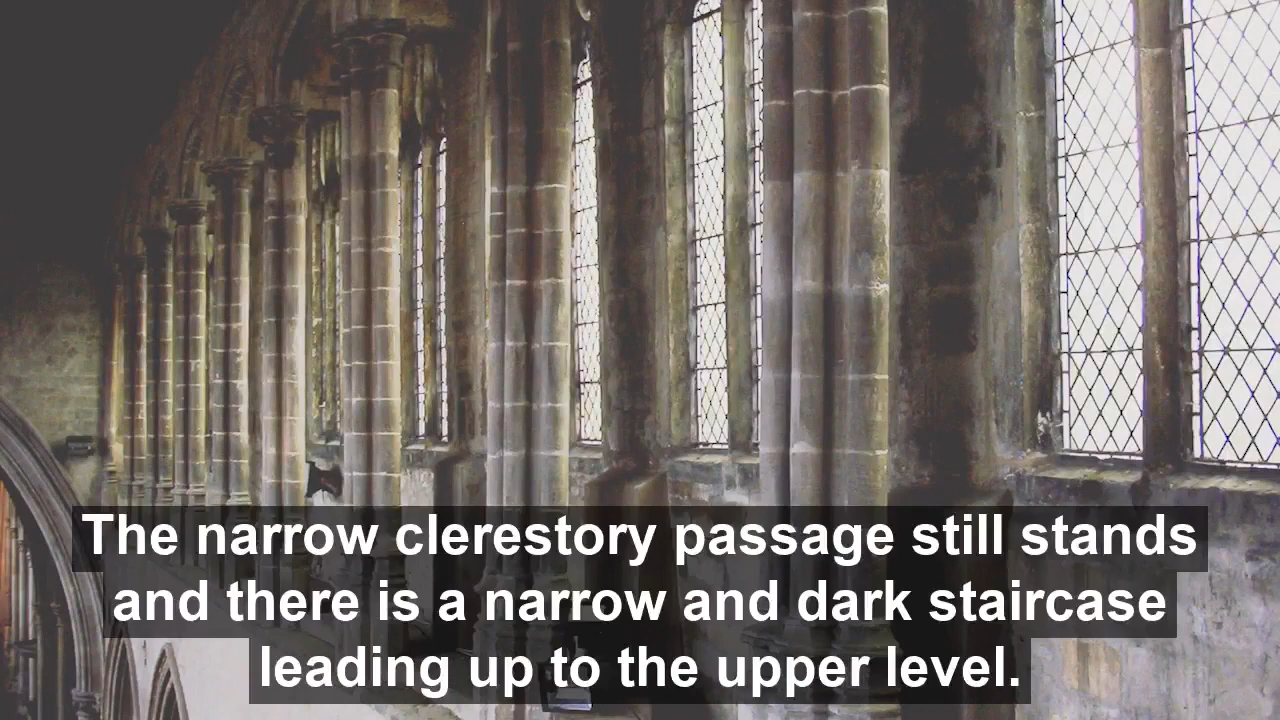 The narrow clerestory passage still stands
and there is a narrow and dark staircase
leading up to the upper level.